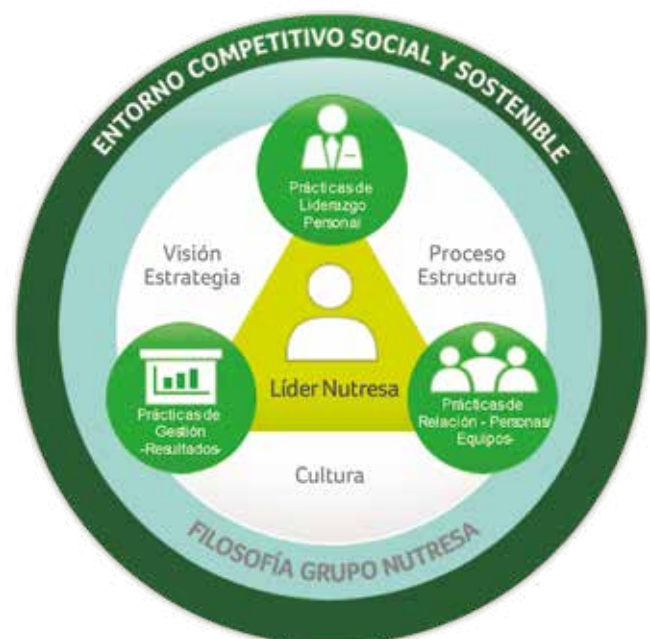 ENTORNO COMPETITIVO SOCIAL Y SOSTENIBLE
Prácticas de
Liderazgo
Personal
Visión
Estrategia
Proceso
Estructura
Líder Nutresa
Prácticas de
Gestión
-Resultados-
Prácticas de
Relación - Personas/
Equipos-
Cultura
FILOSOFÍA GRUPO NUTRESA